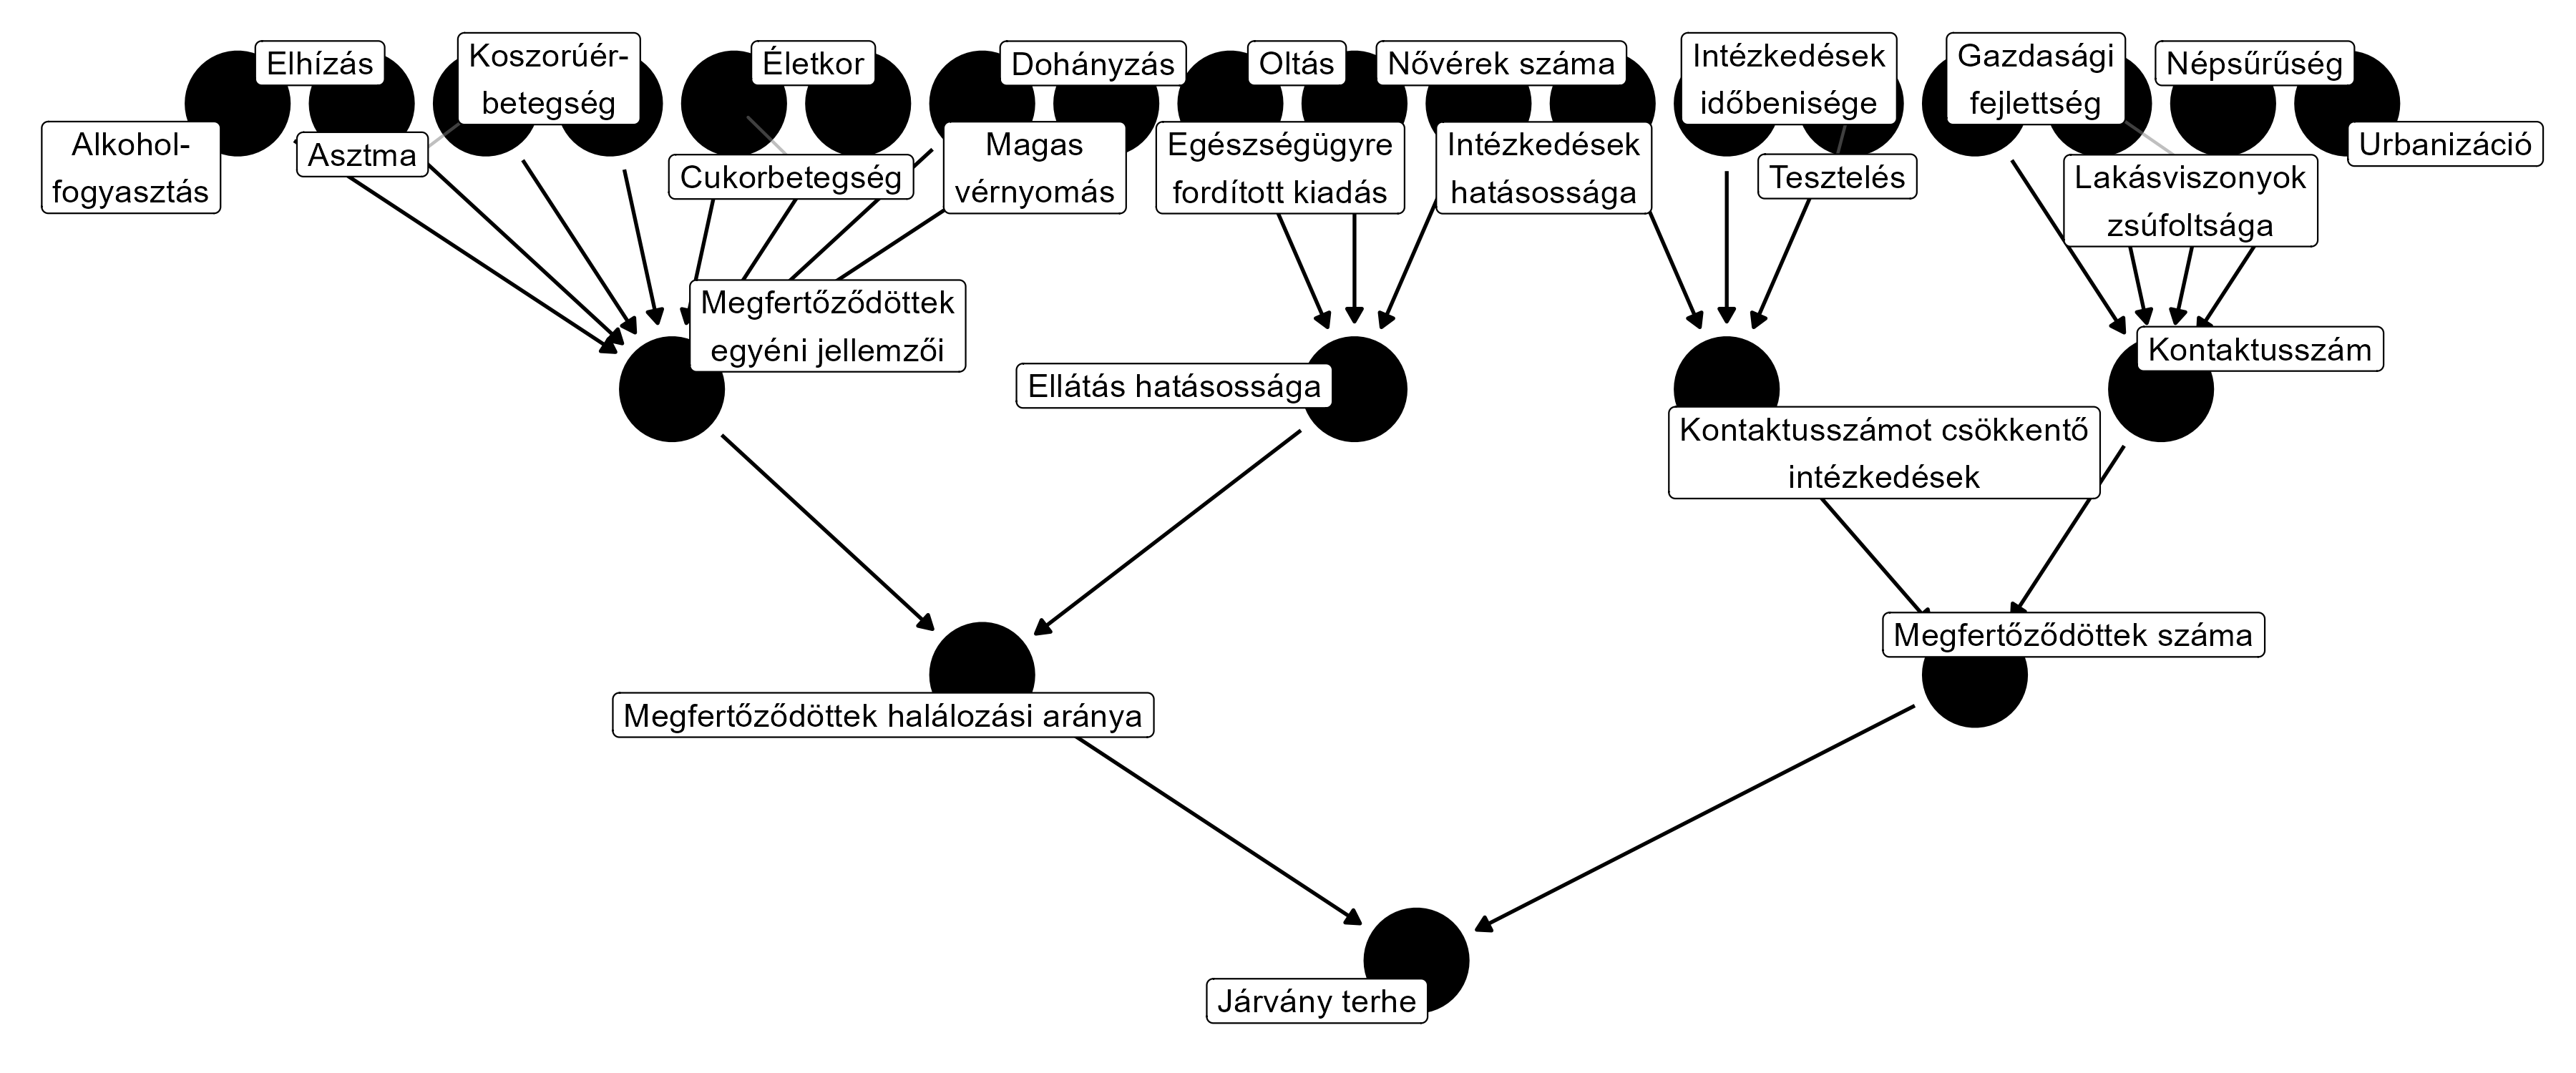 Elhízás
Koszorúér-
betegség
Életkor
Dohányzás
Oltás
Nővérek száma
Intézkedések
időbenisége
Gazdasági
fejlettség
Népsűrűség
Alkohol-
fogyasztás
Asztma
Cukorbetegség
Magas
vérnyomás
Egészségügyre
fordított kiadás
Intézkedések
hatásossága
Tesztelés
Lakásviszonyok
zsúfoltsága
Urbanizáció
Megfertőződöttek
egyéni jellemzői
Ellátás hatásossága
Kontaktusszámot csökkentő
intézkedések
Kontaktusszám
Megfertőződöttek halálozási aránya
Megfertőződöttek száma
Járvány terhe